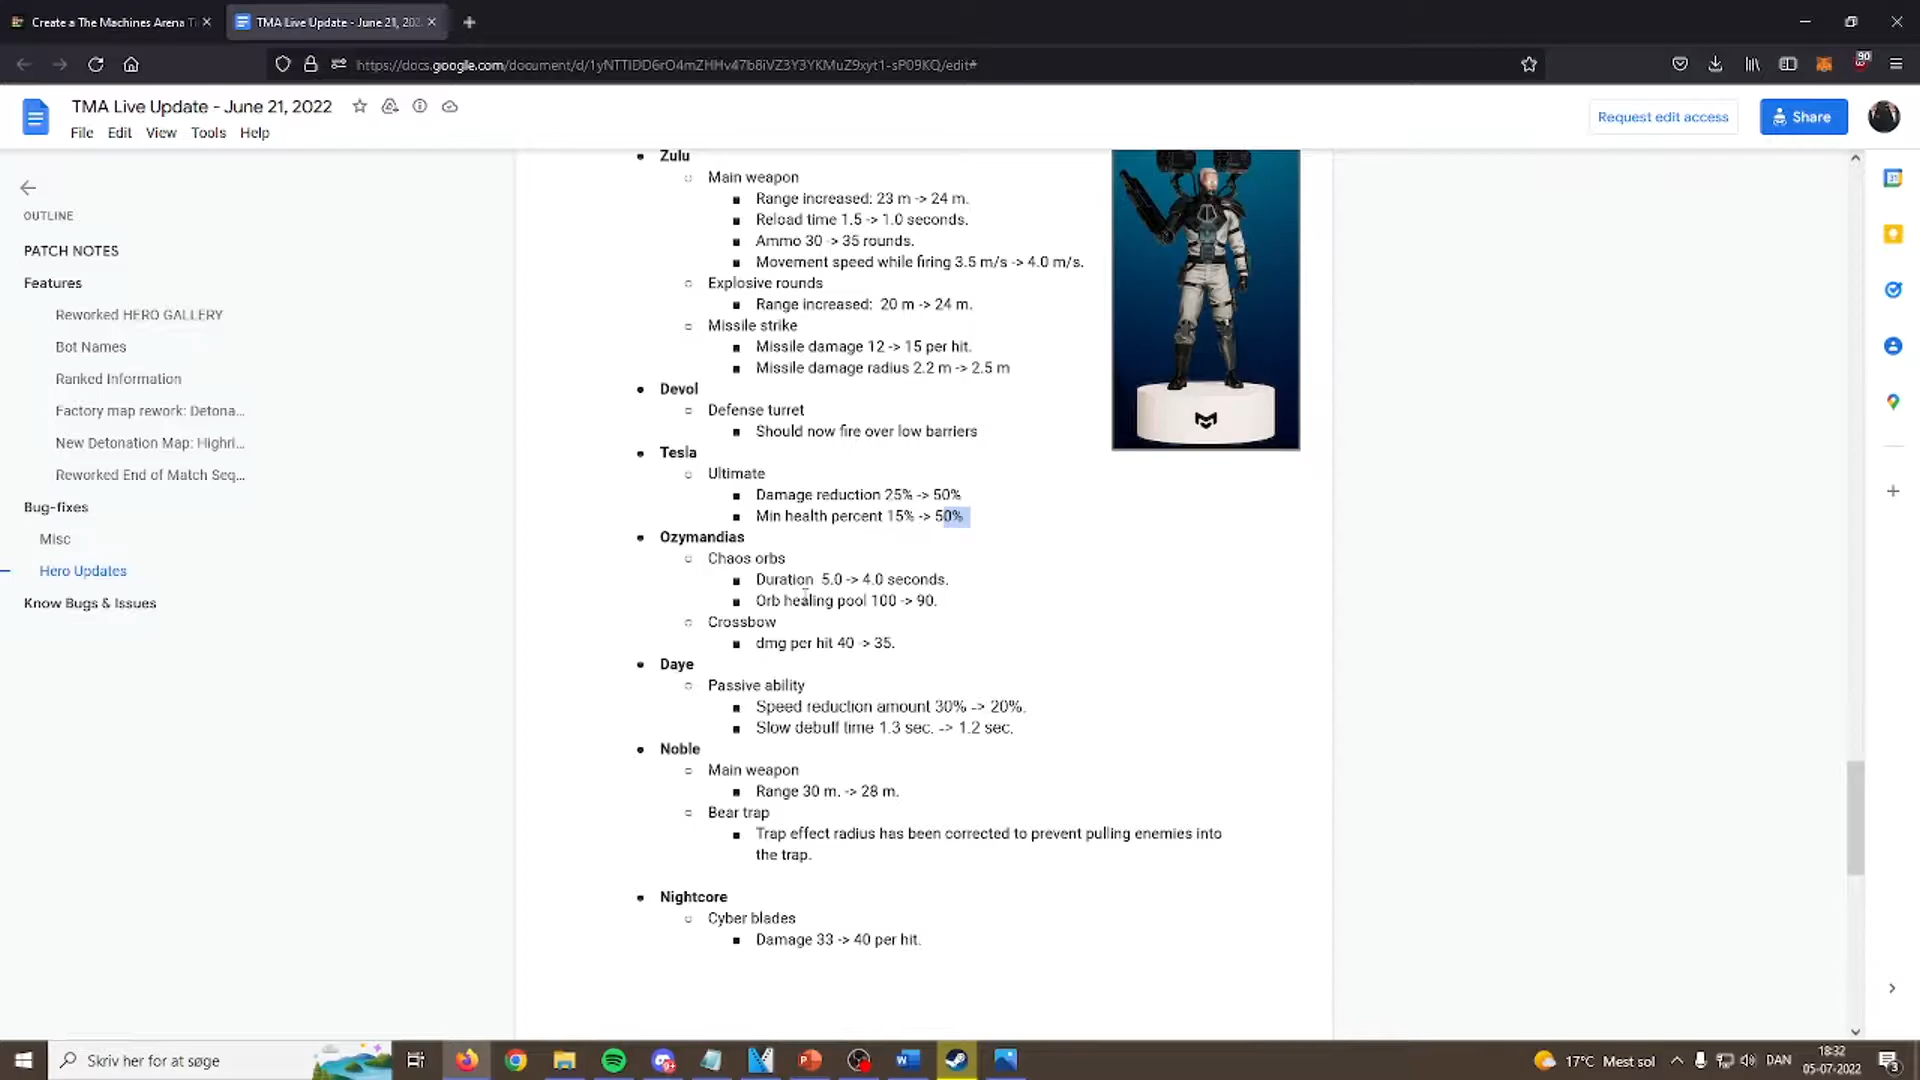 Create a The Machines Arena Ti
TMA Live Update - June 21, 202
https://docs.google.com/document/d/1yNTTIDD6rO4mZHHv47b8iVZ3Y3YKMuZ9xyt1-sP09KQ/edit#
90
TMA Live Update - June 21, 2022
File Edit View Tools Help
Request edit access
Share
OUTLINE
PATCH NOTES
Features
Reworked HERO GALLERY
Bot Names
Ranked Information
Factory map rework: Detona...
New Detonation Map: Highri...
Reworked End of Match Seq...
Bug-fixes
Misc
Hero Updates
Know Bugs & Issues
Zulu
Main weapon
Range increased: 23 m -> 24 m.
Reload time 1.5 -> 1.0 seconds.
Ammo 30 -> 35 rounds.
Movement speed while firing 3.5 m/s -> 4.0 m/s.
Explosive rounds
Range increased: 20 m -> 24 m.
Missile strike
Missile damage 12 -> 15 per hit.
Missile damage radius 2.2 m -> 2.5 m
Devol
Defense turret
Should now fire over low barriers
Tesla
Ultimate
Damage reduction 25% -> 50%
Min health percent 15% -> 50%
Ozymandias
Chaos orbs
Duration 5.0 -> 4.0 seconds.
Orb healing pool 100 -> 90.
Crossbow
dmg per hit 40 -> 35.
Daye
Passive ability
Speed reduction amount 30% -> 20%.
Slow debuff time 1.3 sec. -> 1.2 sec.
Noble
Main weapon
Range 30 m. -> 28 m.
Bear trap
Trap effect radius has been corrected to prevent pulling enemies into
the trap.
Nightcore
Cyber blades
Damage 33 -> 40 per hit.
Skriv her for at søge
17°C Mest sol
DAN
18:32
05-07-2022
3